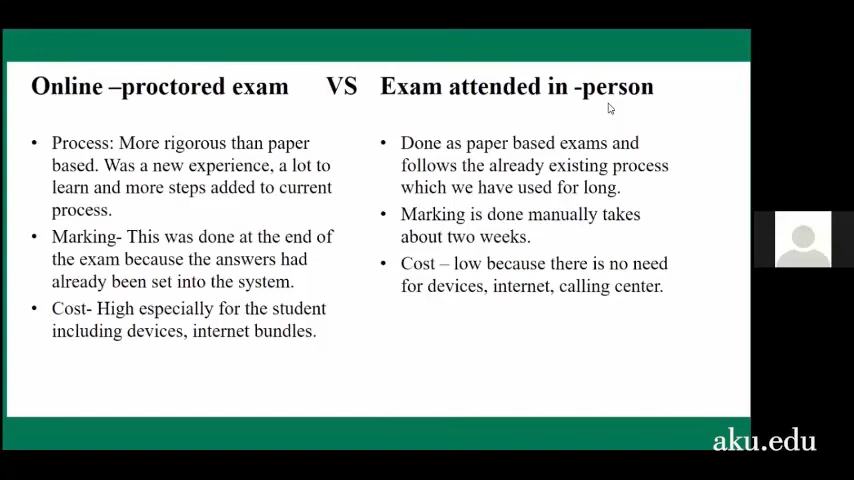 Online –proctored exam VS Exam attended in -person
• Process: More rigorous than paper
based. Was a new experience, a lot to
learn and more steps added to current
process.
• Marking- This was done at the end of
the exam because the answers had
already been set into the system.
• Cost- High especially for the student
including devices, internet bundles.
• Done as paper based exams and
follows the already existing process
which we have used for long.
• Marking is done manually takes
about two weeks.
• Cost – low because there is no need
for devices, internet, calling center.
aku.edu